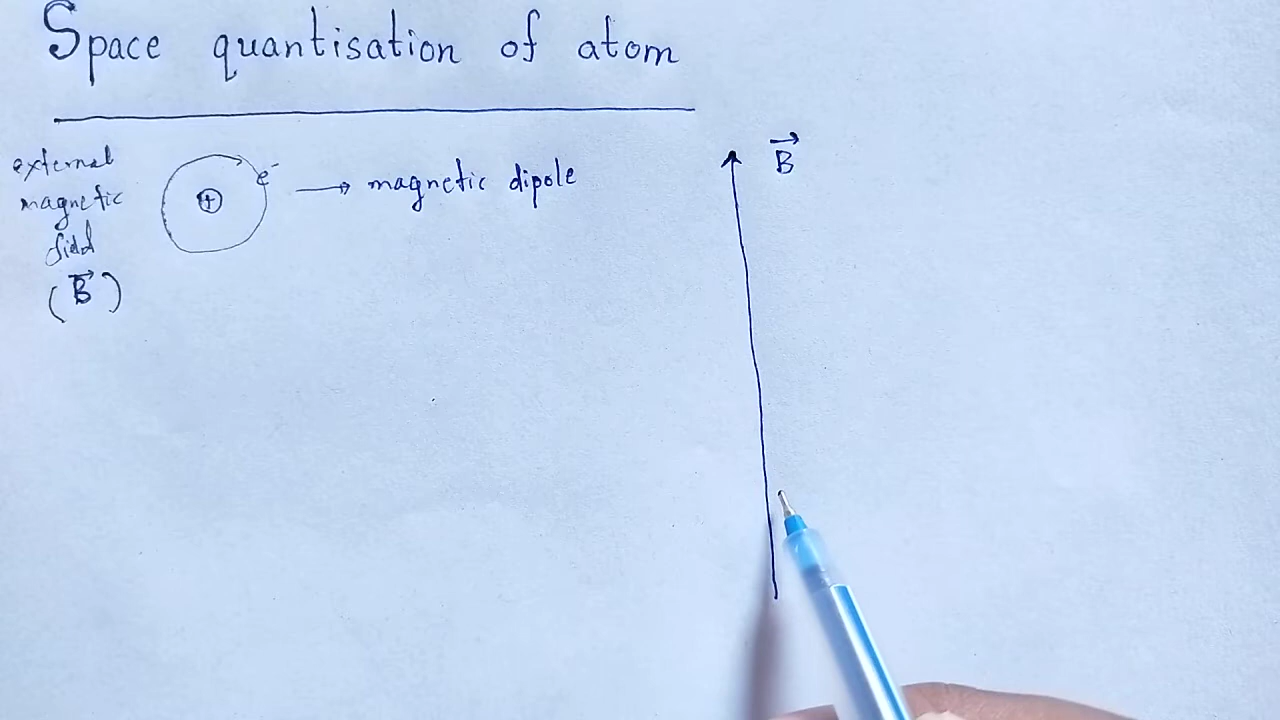 Space quantisation of atom
external
magnetic
field
(B⃗)
+
e⁻
→ magnetic dipole
B⃗